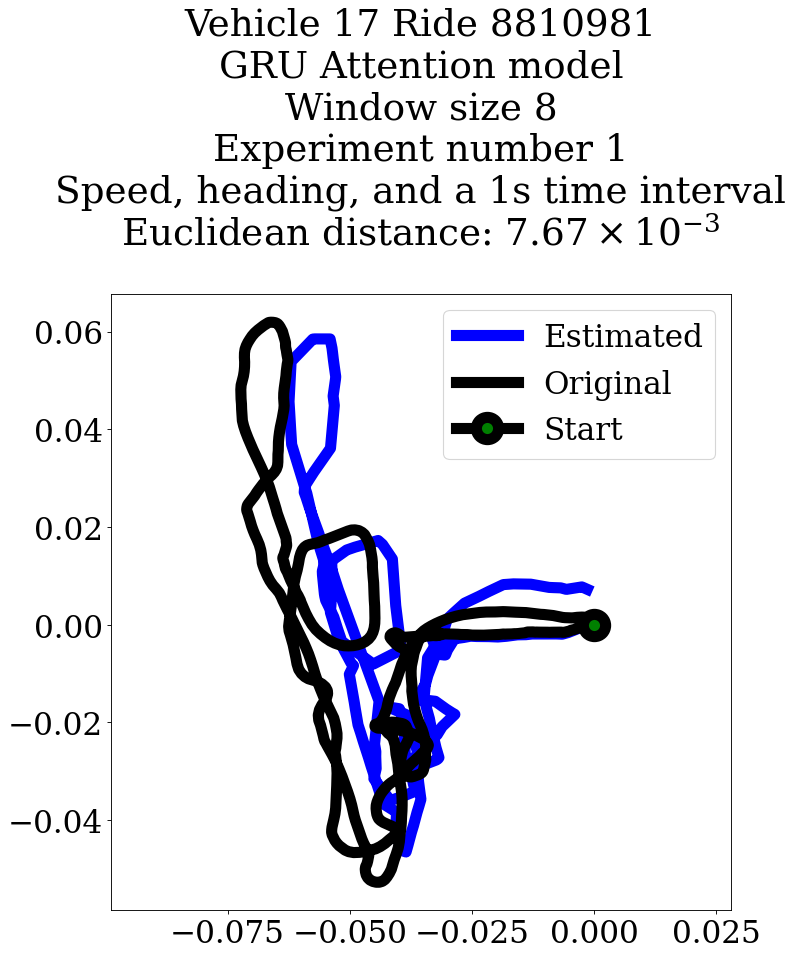 Vehicle 17 Ride 8810981
GRU Attention model
Window size 8
Experiment number 1
Speed, heading, and a 1s time interval
Euclidean distance: 7.67 × 10⁻³
Estimated
Original
Start
0.06
0.04
0.02
0.00
−0.02
−0.04
−0.075 −0.050 −0.025 0.000 0.025